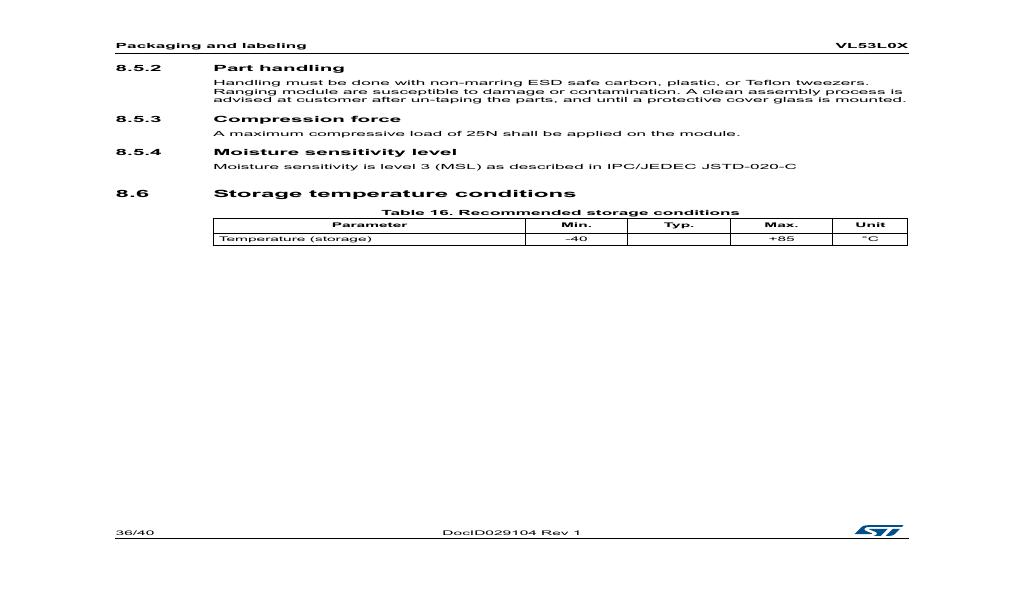 Packaging and labeling VL53L0X
8.5.2 Part handling
Handling must be done with non-marring ESD safe carbon, plastic, or Teflon tweezers.
Ranging module are susceptible to damage or contamination. A clean assembly process is
advised at customer after un-taping the parts, and until a protective cover glass is mounted.
8.5.3 Compression force
A maximum compressive load of 25N shall be applied on the module.
8.5.4 Moisture sensitivity level
Moisture sensitivity is level 3 (MSL) as described in IPC/JEDEC JSTD-020-C
8.6 Storage temperature conditions
Table 16. Recommended storage conditions
Parameter Min. Typ. Max. Unit
Temperature (storage) -40 +85 °C
36/40 DocID029104 Rev 1 ST